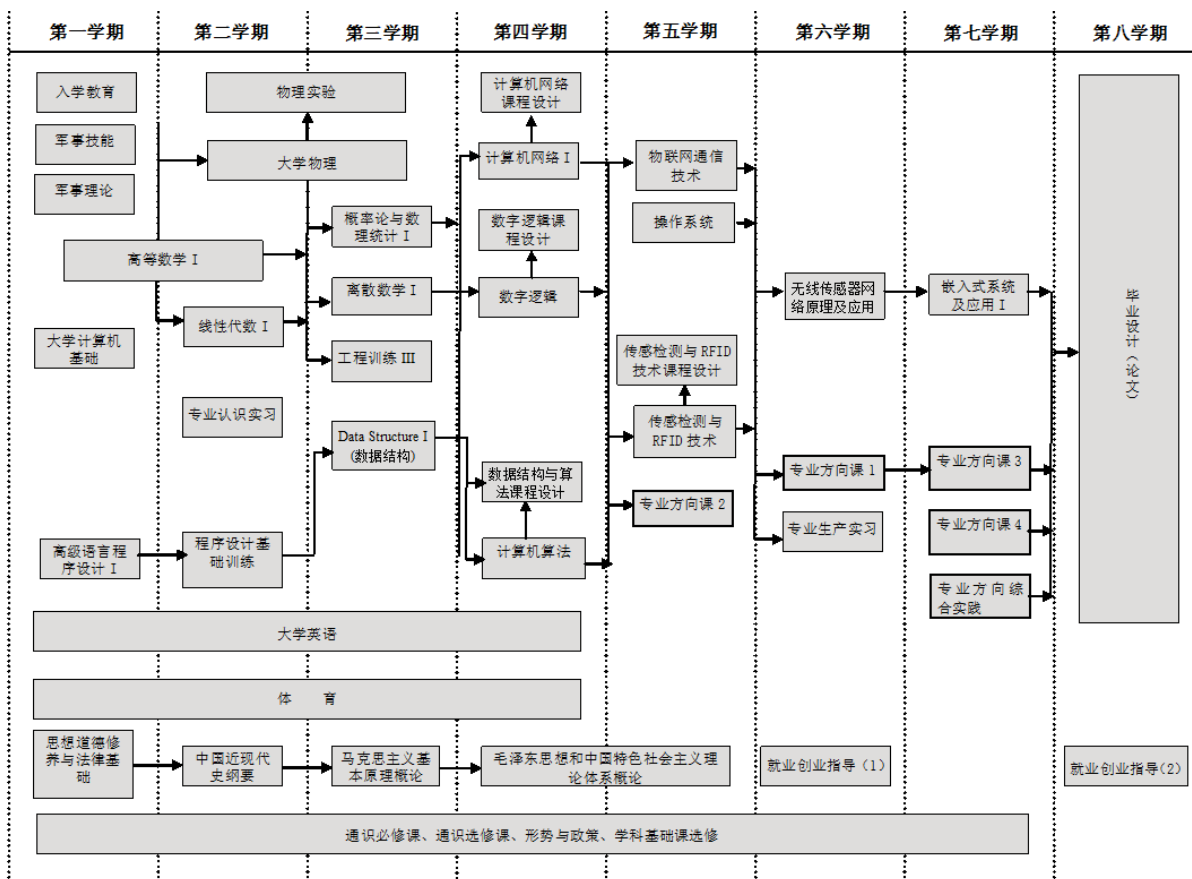 第一学期
第二学期
第三学期
第四学期
第五学期
第六学期
第七学期
第八学期
入学教育
物理实验
计算机网络
课程设计
军事技能
大学物理
计算机网络 I
物联网通信
技术
军事理论
概率论与数
理统计 I
数字逻辑课
程设计
操作系统
高等数学 I
离散数学 I
数字逻辑
无线传感器网
络原理及应用
嵌入式系统
及应用 I
毕业设计（论文）
大学计算机
基础
线性代数 I
工程训练 III
传感检测与 RFID
技术课程设计
专业认识实习
Data Structure I
(数据结构)
传感检测与
RFID 技术
数据结构与算
法课程设计
专业方向课 2
专业方向课 1
专业方向课 3
高级语言程
序设计 I
程序设计基
础训练
计算机算法
专业生产实习
专业方向课 4
专业方向综
合实践
大学英语
体 育
思想道德修
养与法律基
础
中国近现代
史纲要
马克思主义基
本原理概论
毛泽东思想和中国特色社会主义理
论体系概论
就业创业指导（1）
就业创业指导(2)
通识必修课、通识选修课、形势与政策、学科基础课选修